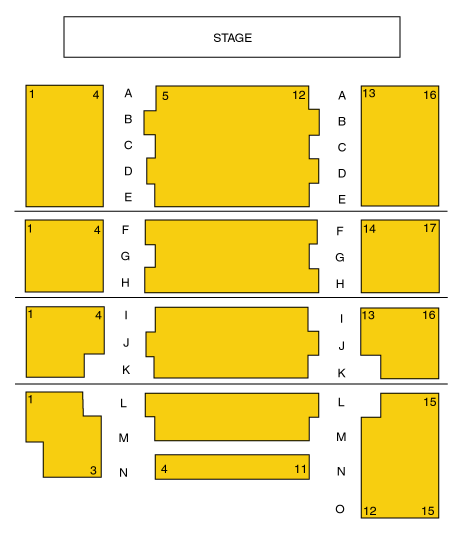 STAGE
1 4 A 5 12 A 13 16
B B
C C
D D
E E
1 4 F F 14 17
G G
H H
1 4 I I 13 16
J J
K K
1 L L 15
M M
3 N 4 11 N
O 12 15